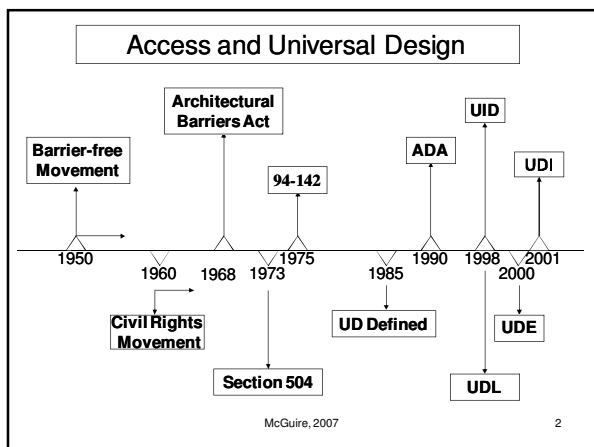 Access and Universal Design
Architectural
Barriers Act
UID
Barrier-free
Movement
ADA
UDI
94-142
1950
1960
1968
1973
1975
1985
1990
1998
2000
2001
Civil Rights
Movement
UD Defined
UDE
Section 504
UDL
McGuire, 2007
2